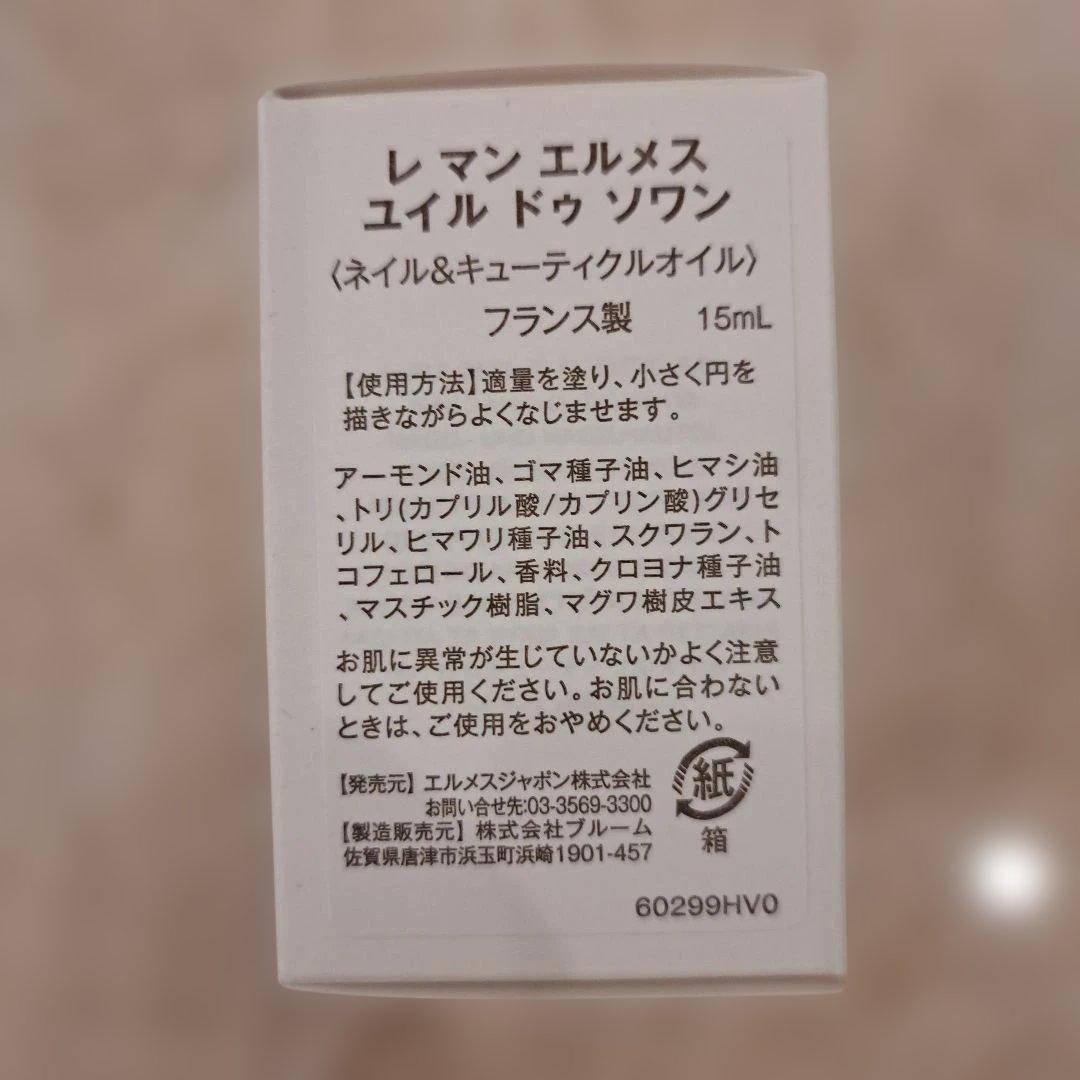 レ マン エルメス
ユイル ドゥ ソワン
〈ネイル&キューティクルオイル〉
フランス製 15mL
【使用方法】適量を塗り、小さく円を
描きながらよくなじませます。
アーモンド油、ゴマ種子油、ヒマシ油
、トリ(カプリル酸/カプリン酸)グリセ
リル、ヒマワリ種子油、スクワラン、ト
コフェロール、香料、クロヨナ種子油
、マスチック樹脂、マグワ樹皮エキス
お肌に異常が生じていないかよく注意
してご使用ください。お肌に合わない
ときは、ご使用をおやめください。
【発売元】エルメスジャポン株式会社
お問い合せ先:03-3569-3300
【製造販売元】株式会社ブルーム
佐賀県唐津市浜玉町浜崎1901-457
紙
箱
60299HV0